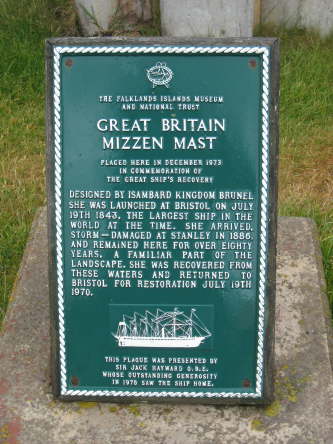 THE FALKLANDS ISLANDS MUSEUM
AND NATIONAL TRUST
GREAT BRITAIN
MIZZEN MAST
PLACED HERE IN DECEMBER 1973
IN COMMEMORATION OF
THE GREAT SHIP'S RECOVERY
DESIGNED BY ISAMBARD KINGDOM BRUNEL
SHE WAS LAUNCHED AT BRISTOL ON JULY
19TH 1843, THE LARGEST SHIP IN THE
WORLD AT THE TIME. SHE ARRIVED,
STORM-DAMAGED AT STANLEY IN 1886
AND REMAINED HERE FOR OVER EIGHTY
YEARS, A FAMILIAR PART OF THE
LANDSCAPE. SHE WAS RECOVERED FROM
THESE WATERS AND RETURNED TO
BRISTOL FOR RESTORATION JULY 19TH
1970.
THIS PLAQUE WAS PRESENTED BY
SIR JACK HAYWARD O.B.E.
WHOSE OUTSTANDING GENEROSITY
IN 1970 SAW THE SHIP HOME.